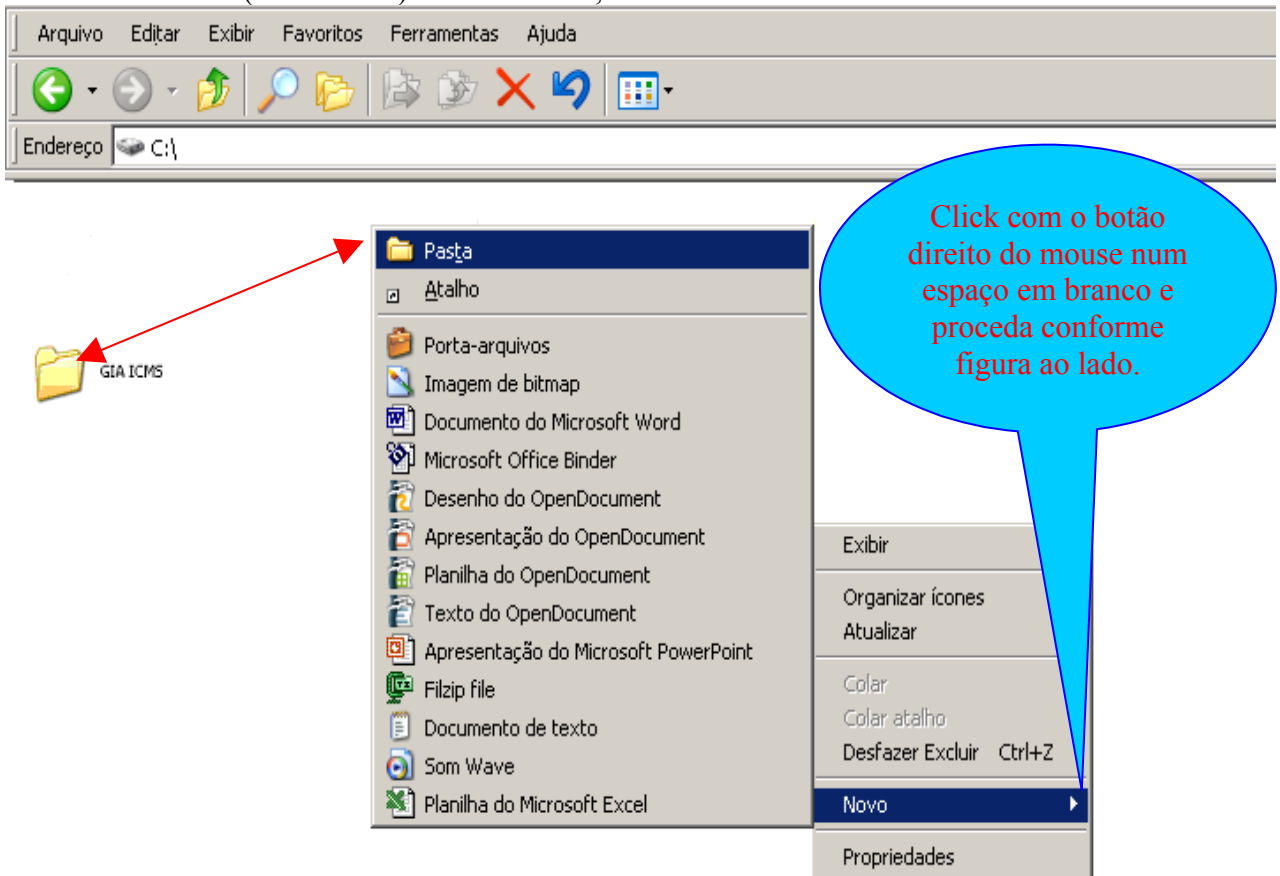 Arquivo Editar Exibir Favoritos Ferramentas Ajuda
Endereço C:\
Click com o botão
direito do mouse num
espaço em branco e
proceda conforme
figura ao lado.
GIA ICMS
Pasta
Atalho
Porta-arquivos
Imagem de bitmap
Documento do Microsoft Word
Microsoft Office Binder
Desenho do OpenDocument
Apresentação do OpenDocument
Planilha do OpenDocument
Texto do OpenDocument
Apresentação do Microsoft PowerPoint
Filzip file
Documento de texto
Som Wave
Planilha do Microsoft Excel
Exibir
Organizar ícones
Atualizar
Colar
Colar atalho
Desfazer Excluir Ctrl+Z
Novo
Propriedades